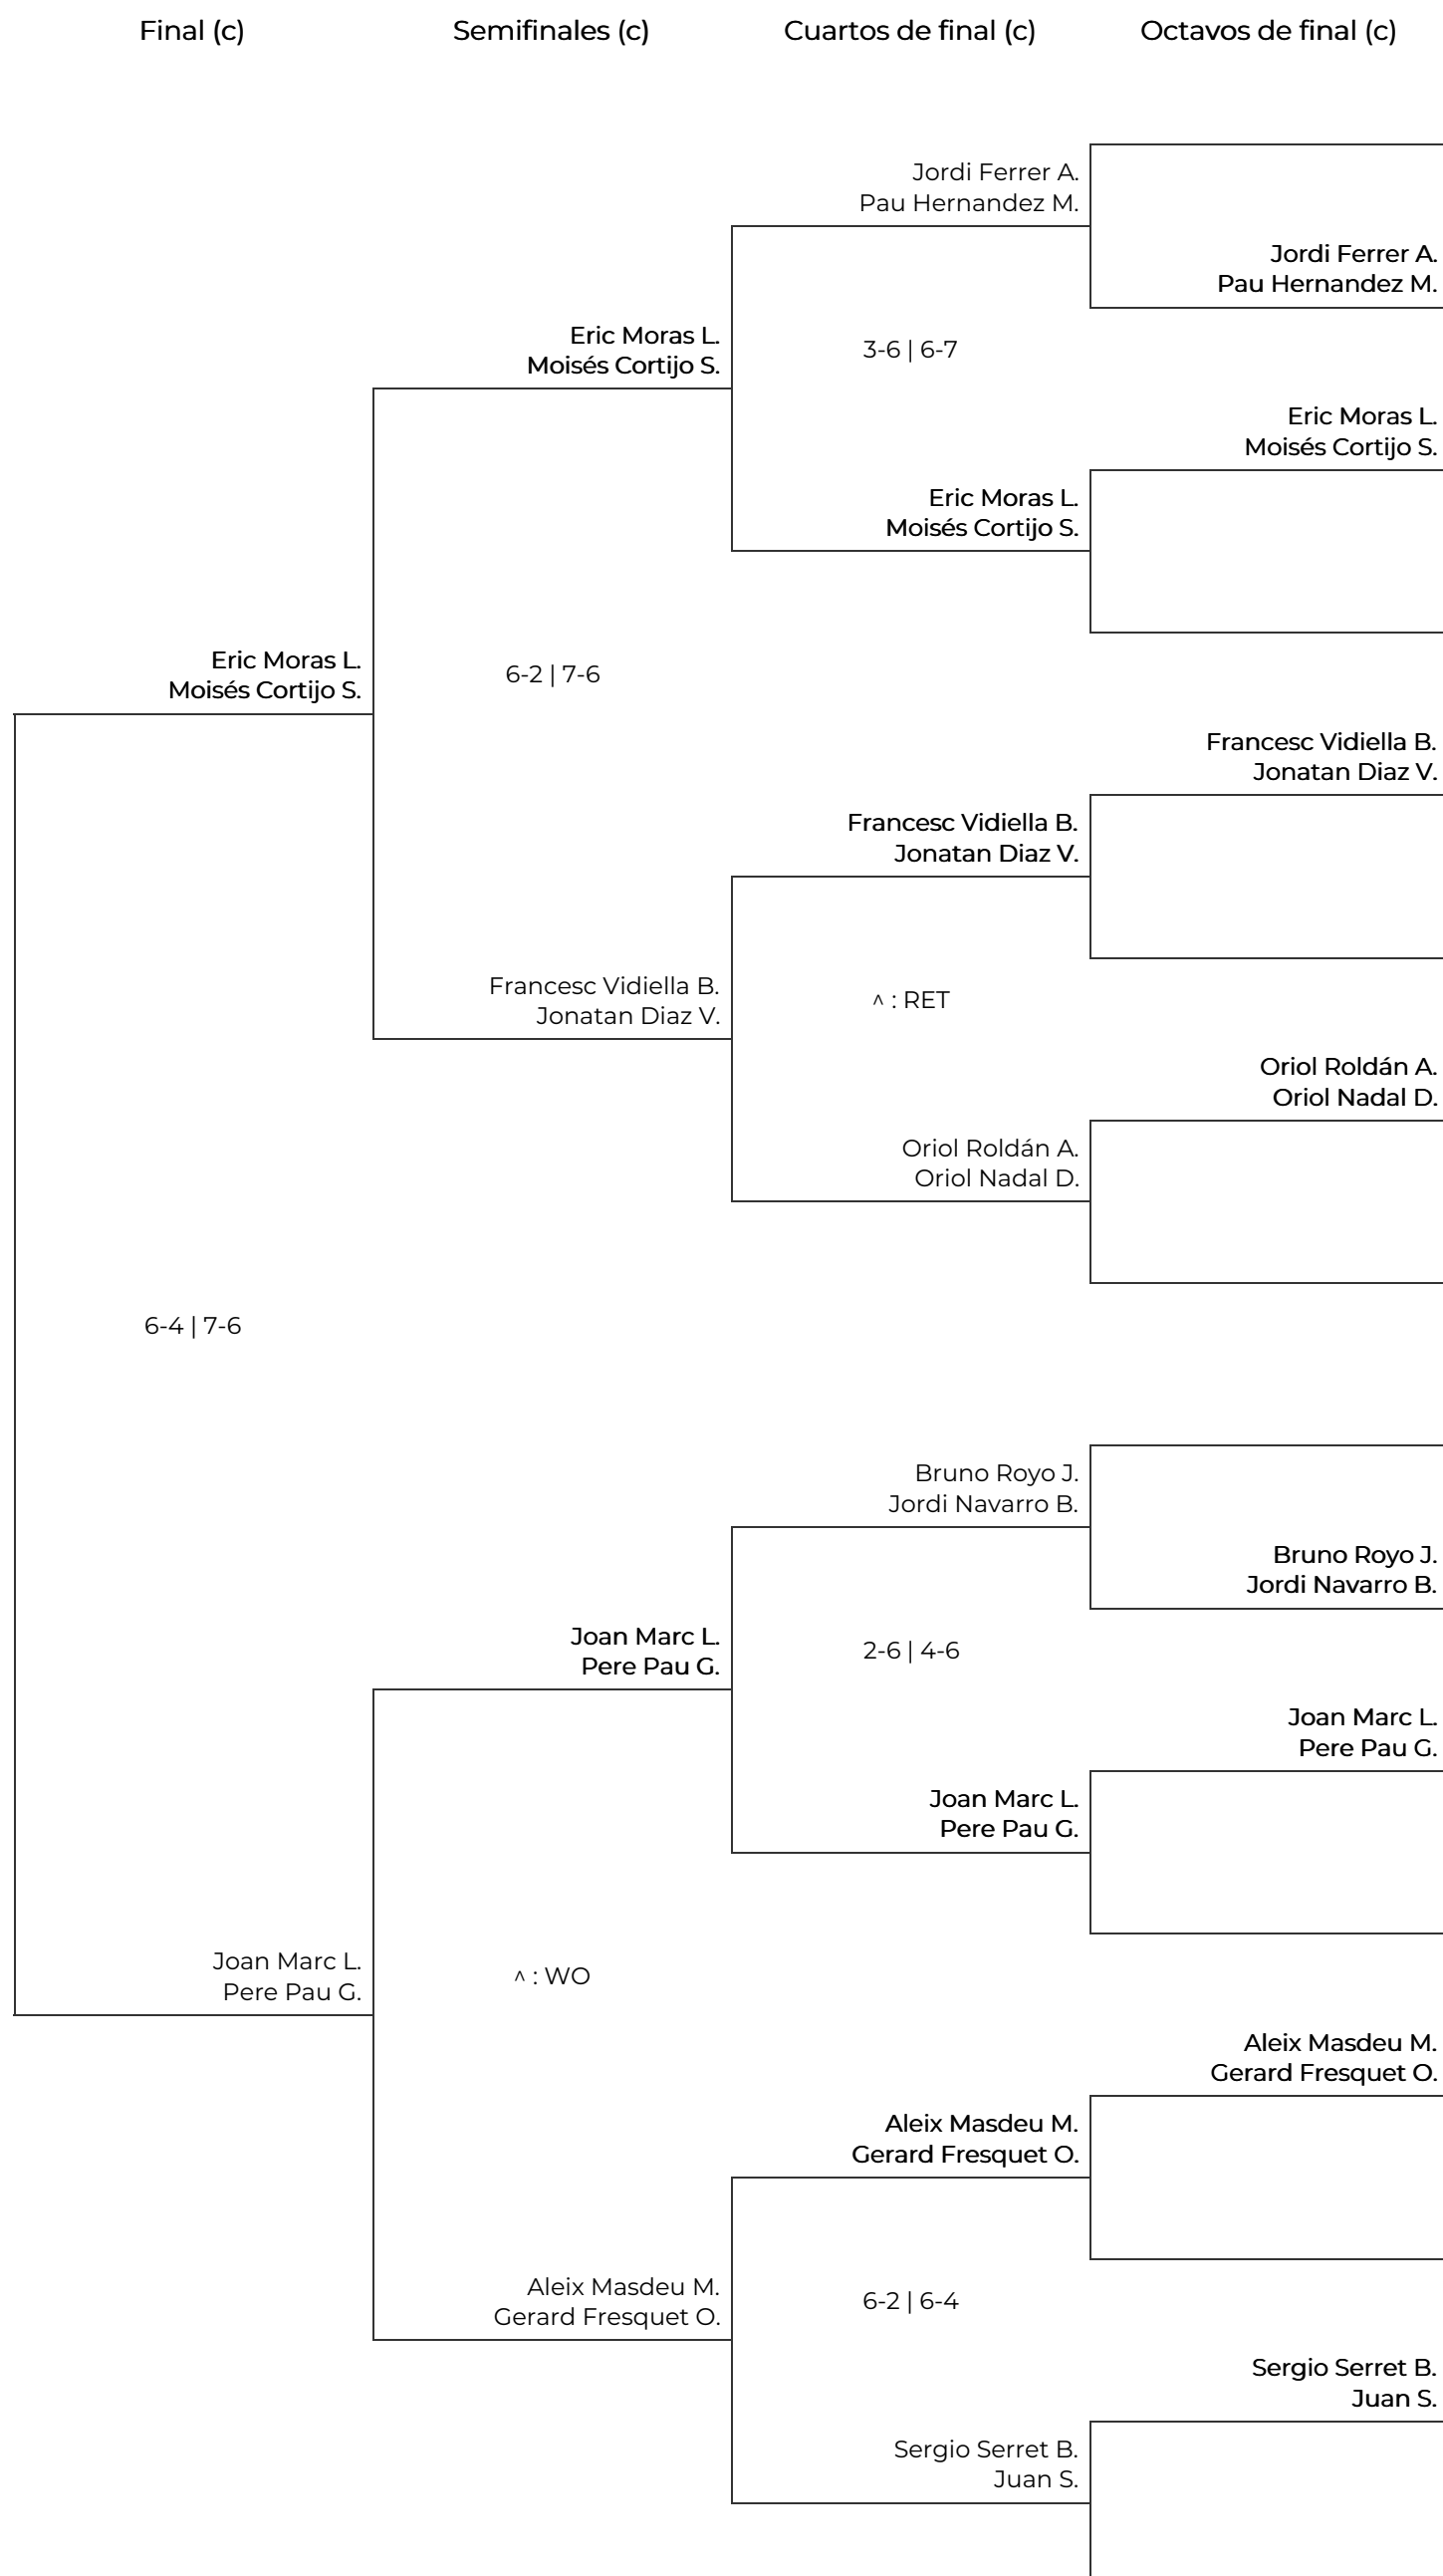 Final (c)
Semifinales (c)
Cuartos de final (c)
Octavos de final (c)
Jordi Ferrer A.
Pau Hernandez M.
Jordi Ferrer A.
Pau Hernandez M.
Eric Moras L.
Moisés Cortijo S.
3-6 | 6-7
Eric Moras L.
Moisés Cortijo S.
Eric Moras L.
Moisés Cortijo S.
Eric Moras L.
Moisés Cortijo S.
6-2 | 7-6
Francesc Vidiella B.
Jonatan Diaz V.
Francesc Vidiella B.
Jonatan Diaz V.
Francesc Vidiella B.
Jonatan Diaz V.
^ : RET
Oriol Roldán A.
Oriol Nadal D.
Oriol Roldán A.
Oriol Nadal D.
6-4 | 7-6
Bruno Royo J.
Jordi Navarro B.
Bruno Royo J.
Jordi Navarro B.
Joan Marc L.
Pere Pau G.
2-6 | 4-6
Joan Marc L.
Pere Pau G.
Joan Marc L.
Pere Pau G.
Joan Marc L.
Pere Pau G.
^ : WO
Aleix Masdeu M.
Gerard Fresquet O.
Aleix Masdeu M.
Gerard Fresquet O.
Aleix Masdeu M.
Gerard Fresquet O.
6-2 | 6-4
Sergio Serret B.
Juan S.
Sergio Serret B.
Juan S.